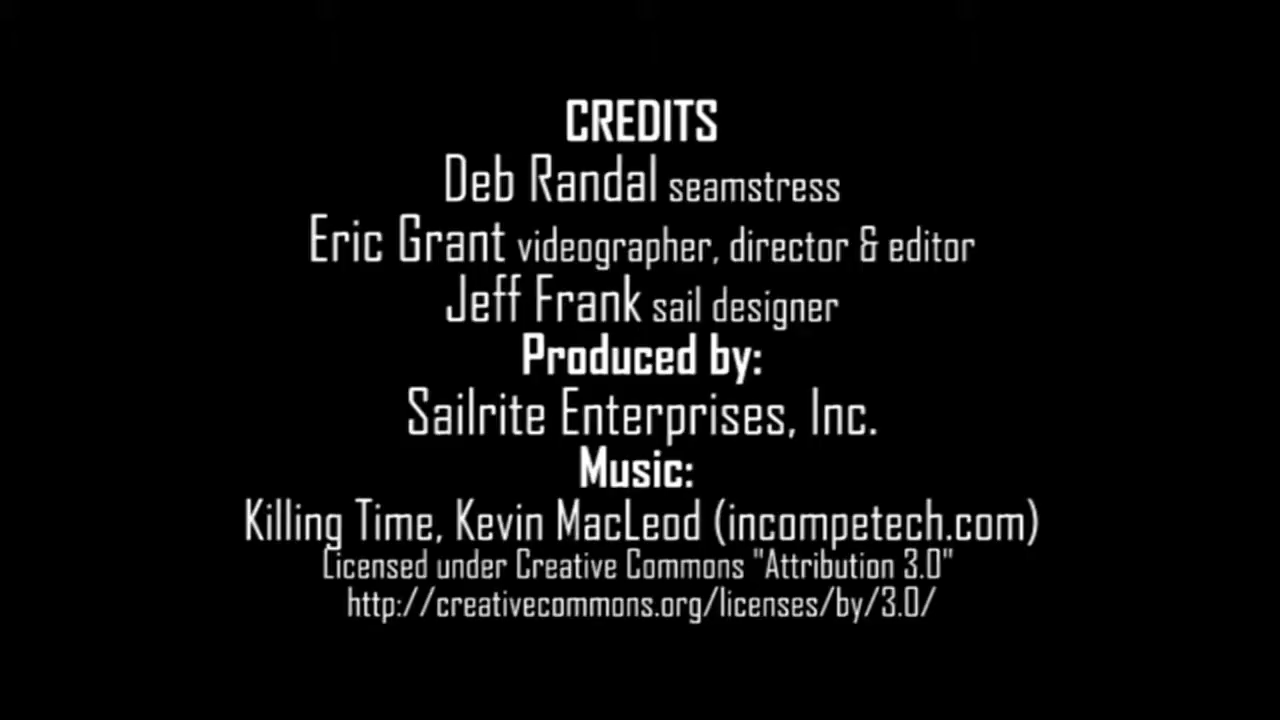 CREDITS
Deb Randal seamstress
Eric Grant videographer, director & editor
Jeff Frank sail designer
Produced by:
Sailrite Enterprises, Inc.
Music:
Killing Time, Kevin MacLeod (incompetech.com)
Licensed under Creative Commons "Attribution 3.0"
http://creativecommons.org/licenses/by/3.0/